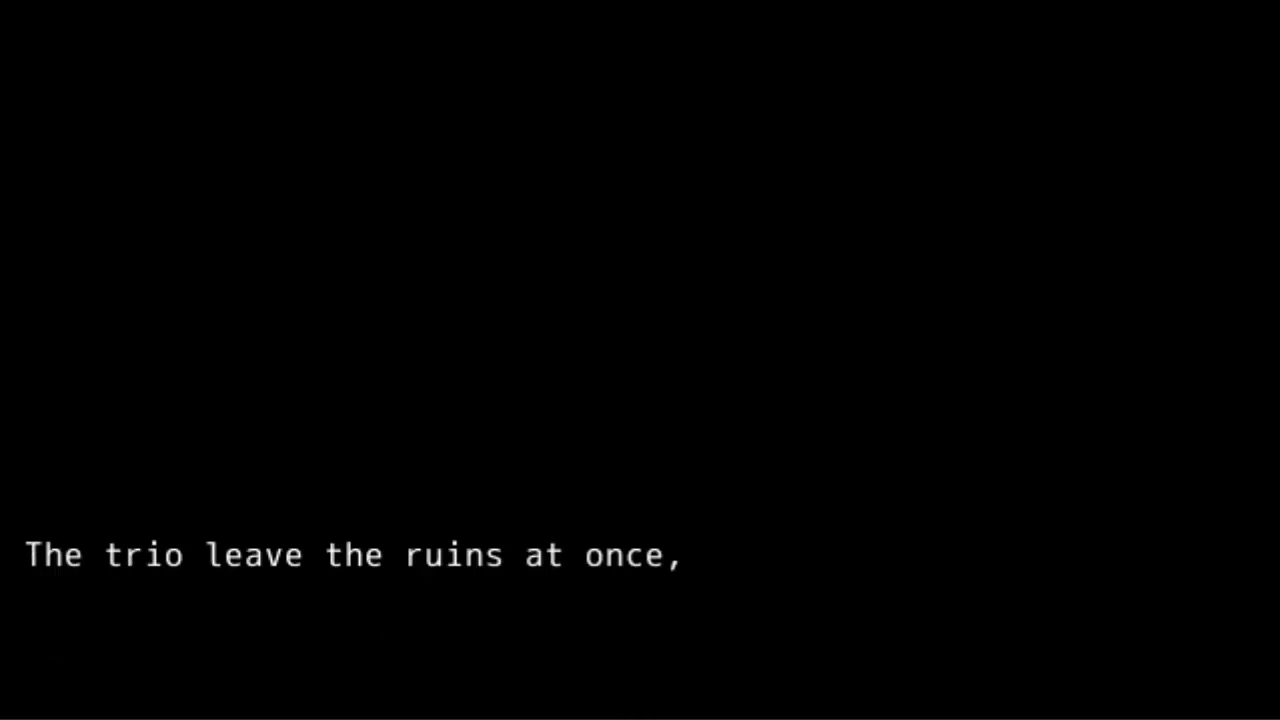 The trio leave the ruins at once,